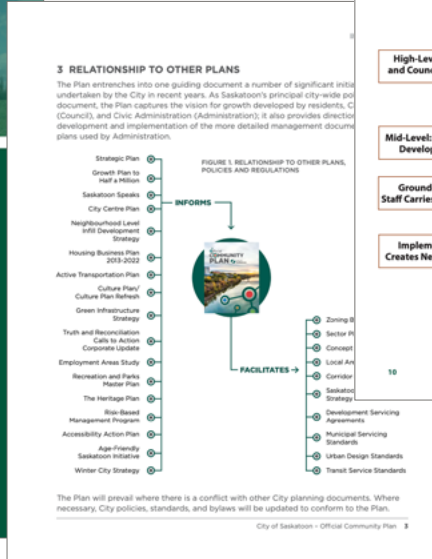 3 RELATIONSHIP TO OTHER PLANS
The Plan entrenches into one guiding document a number of significant initia
undertaken by the City in recent years. As Saskatoon's principal city-wide po
document, the Plan captures the vision for growth developed by residents, C
(Council), and Civic Administration (Administration); it also provides directio
development and implementation of the more detailed management docume
plans used by Administration.
FIGURE 1. RELATIONSHIP TO OTHER PLANS,
POLICIES AND REGULATIONS
Strategic Plan
Growth Plan to
Half a Million
Saskatoon Speaks
City Centre Plan
Neighbourhood Level
Infill Development
Strategy
Housing Business Plan
2013-2022
Active Transportation Plan
Culture Plan/
Culture Plan Refresh
Green Infrastructure
Strategy
Truth and Reconciliation
Calls to Action
Corporate Update
Employment Areas Study
Recreation and Parks
Master Plan
The Heritage Plan
Risk-Based
Management Program
Accessibility Action Plan
Age-Friendly
Saskatoon Initiative
Winter City Strategy
INFORMS
COMMUNITY
PLAN
FACILITATES
Zoning B
Sector Pl
Concept
Local Are
Corridor
Saskatoo
Strategy
Development Servicing
Agreements
Municipal Servicing
Standards
Urban Design Standards
Transit Service Standards
The Plan will prevail where there is a conflict with other City planning documents. Where
necessary, City policies, standards, and bylaws will be updated to conform to the Plan.
City of Saskatoon – Official Community Plan 3
High-Lev
and Counc
Mid-Level:
Develop
Ground
Staff Carries
Implem
Creates Ne
10